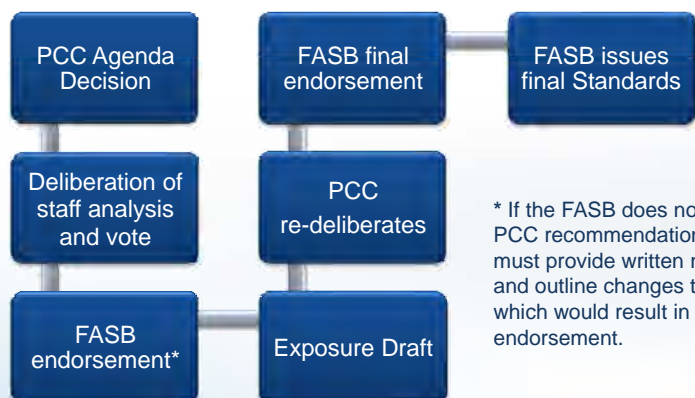 PCC Agenda
Decision
Deliberation of
staff analysis
and vote
FASB
endorsement*
Exposure Draft
PCC
re-deliberates
FASB final
endorsement
FASB issues
final Standards
* If the FASB does no
PCC recommendation
must provide written r
and outline changes t
which would result in
endorsement.